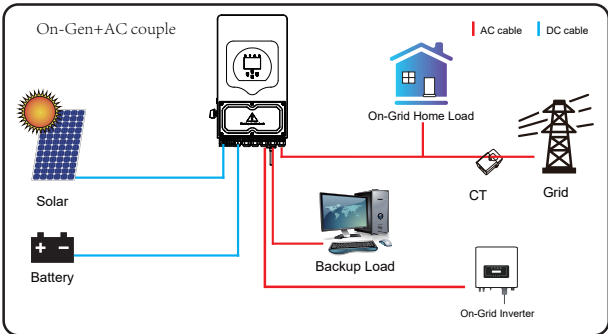 On-Gen+AC couple
AC cable
DC cable
On-Grid Home Load
CT
Grid
Solar
Backup Load
Battery
On-Grid Inverter